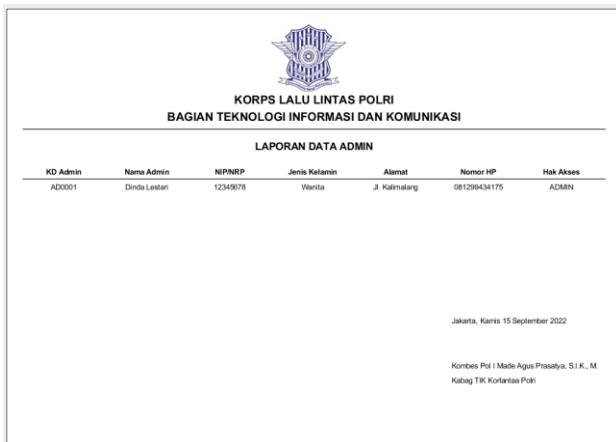 KORPS LALU LINTAS POLRI
BAGIAN TEKNOLOGI INFORMASI DAN KOMUNIKASI
LAPORAN DATA ADMIN
KD Admin Nama Admin NIP/NRP Jenis Kelamin Alamat Nomor HP Hak Akses
AD0001 Dinda Lestari 12345678 Wanita Jl. Kalimalang 081299434175 ADMIN
Jakarta, Kamis 15 September 2022
Kombes Pol I Made Agus Prasatya, S.I.K., M.
Kabag TIK Korlantaa Polri